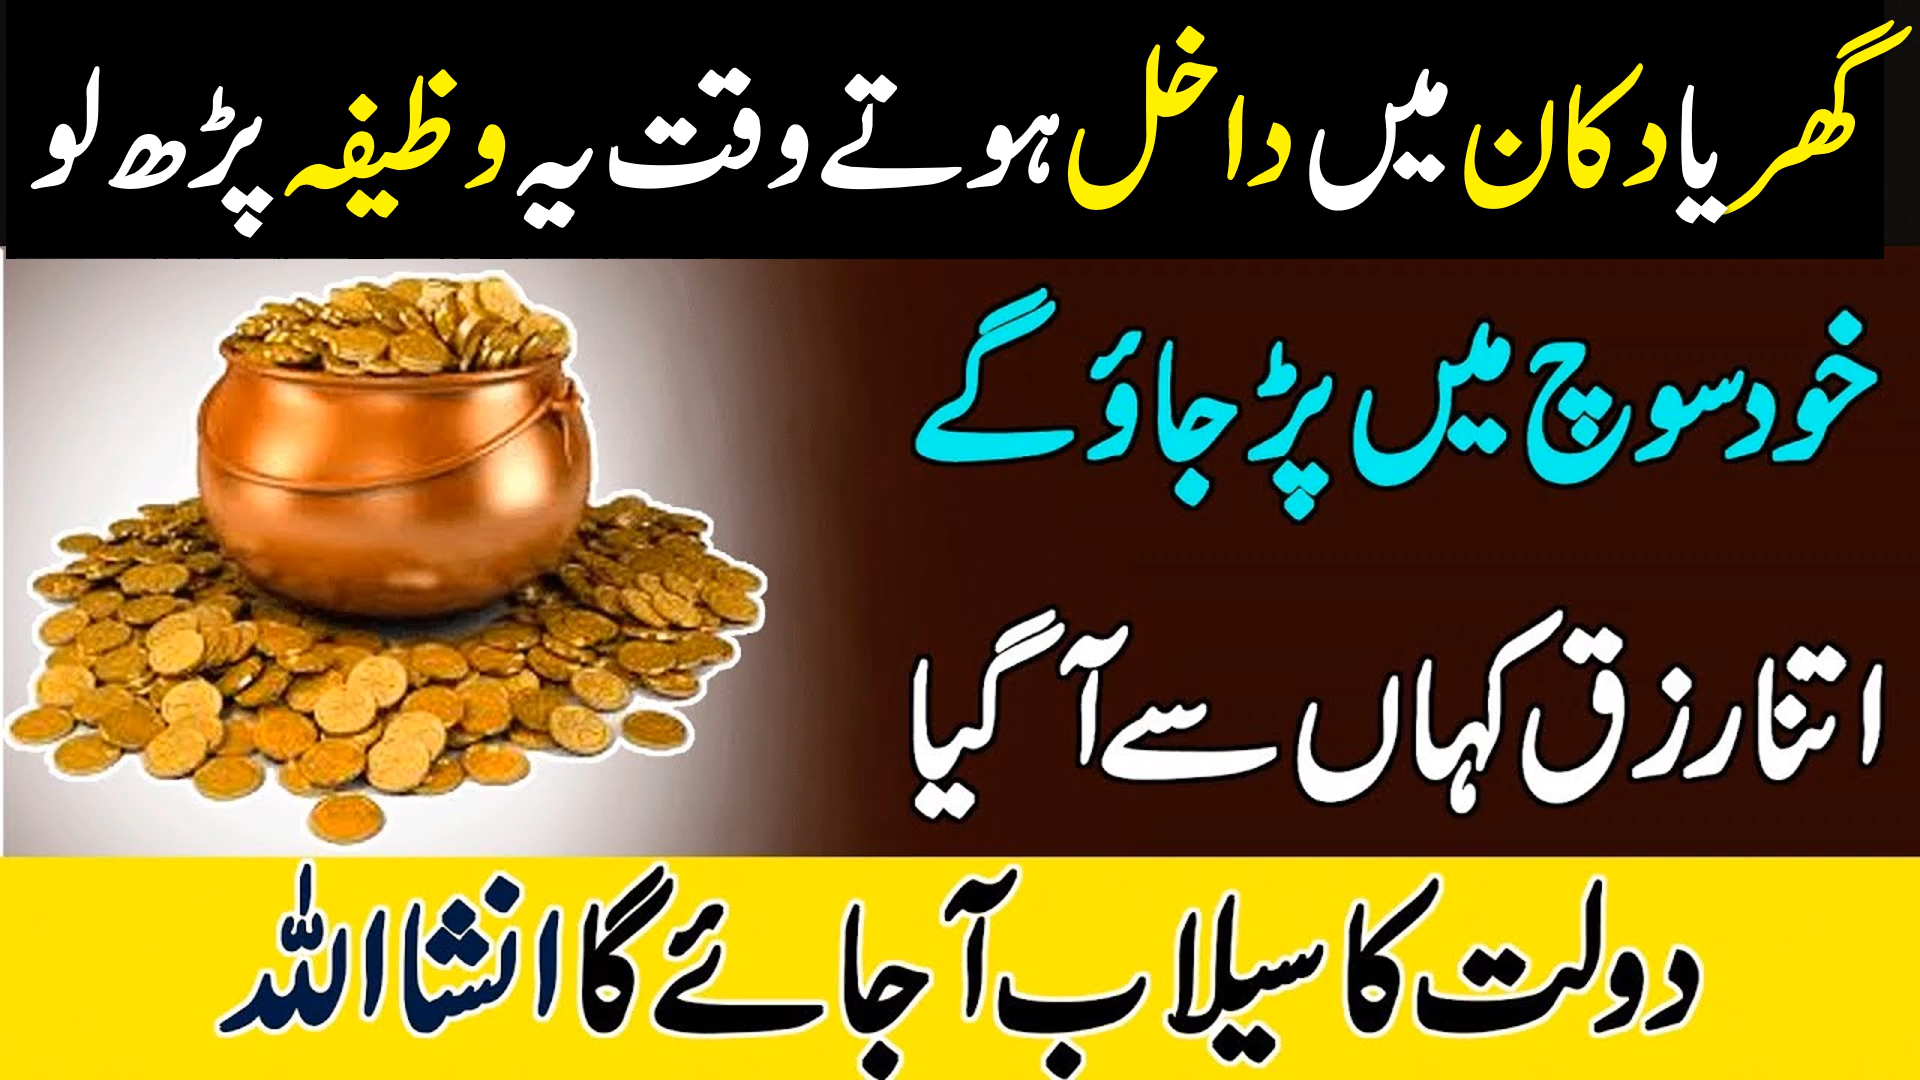 گھر یا دکان میں داخل ہوتے وقت یہ وظیفہ پڑھ لو
خود سوچ میں پڑ جاؤ گے
اتنا رزق کہاں سے آ گیا
دولت کا سیلاب آ جائے گا انشااللہ